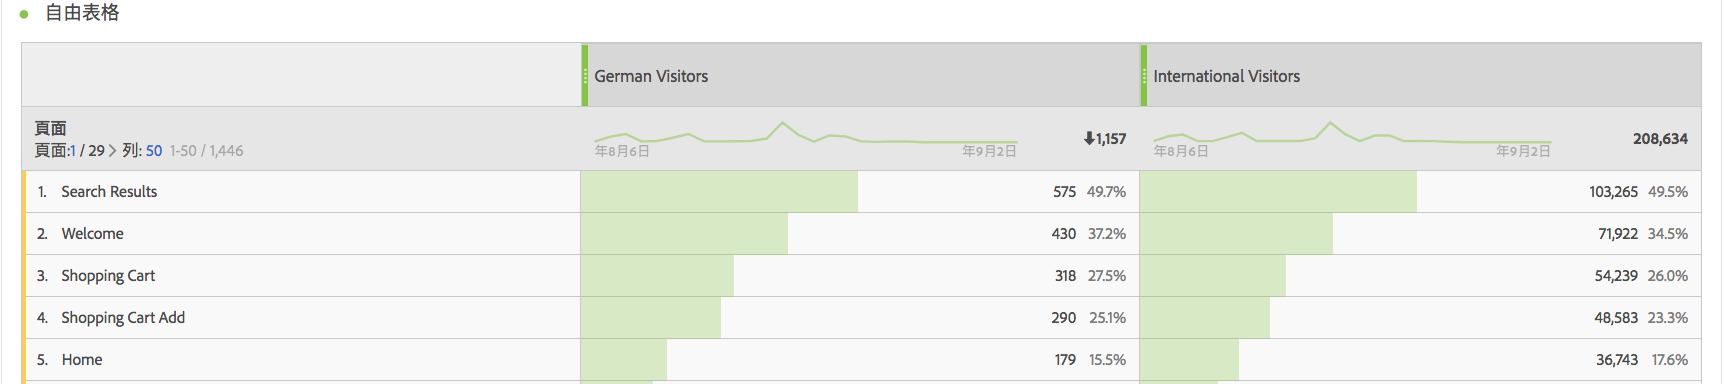 自由表格
German Visitors International Visitors
頁面
頁面:1 / 29 > 列: 50 1-50 / 1,446
年8月6日 年9月2日 1,157 年8月6日 年9月2日 208,634
1. Search Results 575 49.7% 103,265 49.5%
2. Welcome 430 37.2% 71,922 34.5%
3. Shopping Cart 318 27.5% 54,239 26.0%
4. Shopping Cart Add 290 25.1% 48,583 23.3%
5. Home 179 15.5% 36,743 17.6%